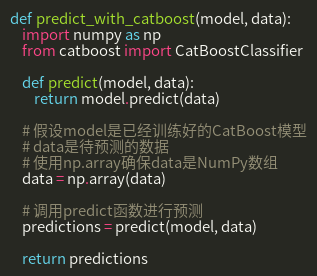 def predict_with_catboost(model, data):
    import numpy as np
    from catboost import CatBoostClassifier

    def predict(model, data):
        return model.predict(data)

    # 假设model是已经训练好的CatBoost模型
    # data是待预测的数据
    # 使用np.array确保data是NumPy数组
    data = np.array(data)

    # 调用predict函数进行预测
    predictions = predict(model, data)

    return predictions